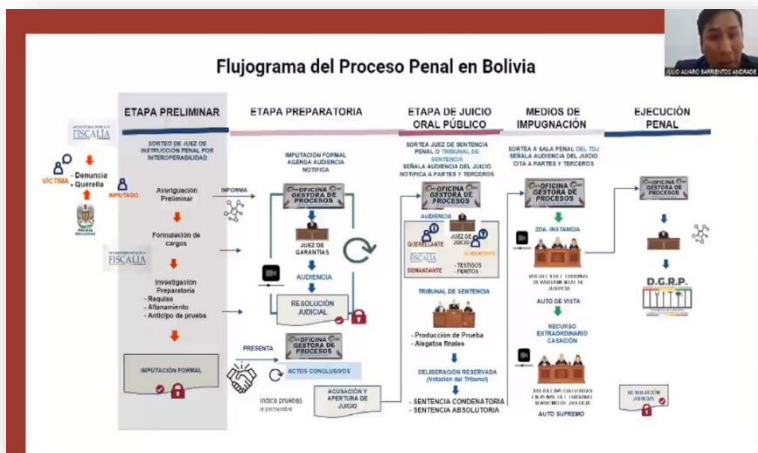 JULIO ALVARO BARRIENTOS ANDRADE
Flujograma del Proceso Penal en Bolivia
ETAPA PRELIMINAR
SORTEO DE JUEZ DE
INSTRUCCIÓN PENAL POR
INTEROPERABILIDAD
FISCALÍA
VÍCTIMA
- Denuncia
- Querella
IMPUTADO
Averiguación
Preliminar
Formulación de
cargos
FISCALÍA
Investigación
Preparatoria
- Requisa
- Allanamiento
- Anticipo de prueba
IMPUTACIÓN FORMAL
INFORMA
PRESENTA
ETAPA PREPARATORIA
IMPUTACIÓN FORMAL
AGENDA AUDIENCIA
NOTIFICA
OFICINA
GESTORA DE
PROCESOS
JUEZ DE
GARANTÍAS
AUDIENCIA
RESOLUCIÓN
JUDICIAL
OFICINA
GESTORA DE
PROCESOS
ACTOS CONCLUSIVOS
Indica pruebas
a presentar
ACUSACIÓN Y
APERTURA DE
JUICIO
ETAPA DE JUICIO
ORAL PÚBLICO
SORTEA JUEZ DE SENTENCIA
PENAL O TRIBUNAL DE
SENTENCIA
SEÑALA AUDIENCIA DEL JUICIO
NOTIFICA A PARTES Y TERCEROS
OFICINA
GESTORA DE
PROCESOS
AUDIENCIA
QUERELLANTE
JUEZ DE
JUICIO
FISCALÍA
DEMANDANTE
- TESTIGOS
- PERITOS
TRIBUNAL DE SENTENCIA
- Producción de Prueba
- Alegatos finales
DELIBERACIÓN RESERVADA
(Votación del Tribunal)
- SENTENCIA CONDENATORIA
- SENTENCIA ABSOLUTORIA
MEDIOS DE
IMPUGNACIÓN
SORTEA A SALA PENAL DEL TDJ
SEÑALA AUDIENCIA DEL JUICIO
CITA A PARTES Y TERCEROS
OFICINA
GESTORA DE
PROCESOS
2DA. INSTANCIA
AUTO DE VISTA
RECURSO
EXTRAORDINARIO
CASACIÓN
AUTO SUPREMO
EJECUCIÓN
PENAL
OFICINA
GESTORA DE
PROCESOS
D.G.R.P.
RESOLUCIÓN
JUDICIAL